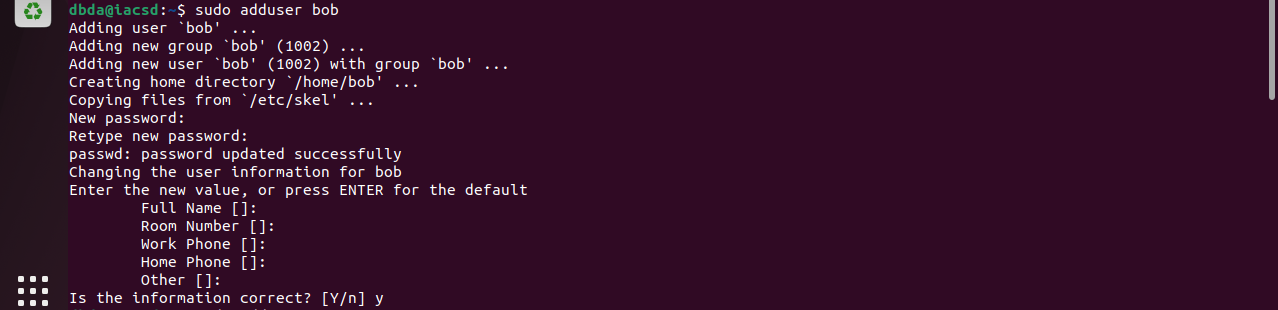 dbda@iacsd:~$ sudo adduser bob
Adding user `bob' ...
Adding new group `bob' (1002) ...
Adding new user `bob' (1002) with group `bob' ...
Creating home directory `/home/bob' ...
Copying files from `/etc/skel' ...
New password:
Retype new password:
passwd: password updated successfully
Changing the user information for bob
Enter the new value, or press ENTER for the default
        Full Name []:
        Room Number []:
        Work Phone []:
        Home Phone []:
        Other []:
Is the information correct? [Y/n] y